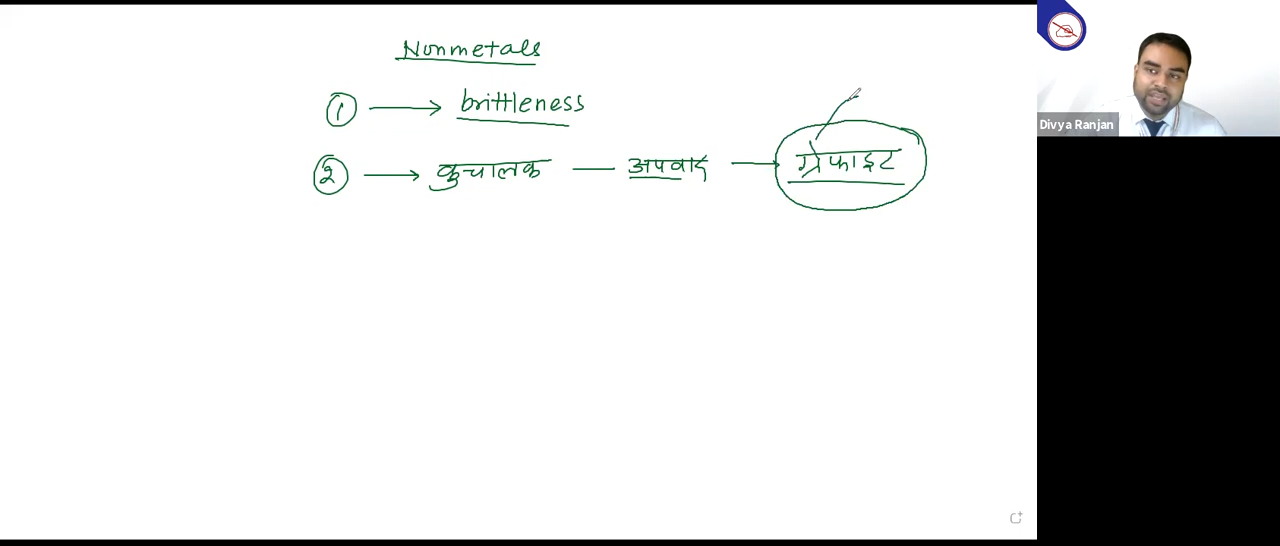 Nonmetals
① → brittleness
② → कुचालक — अपवाद → ग्रेफाइट
Divya Ranjan